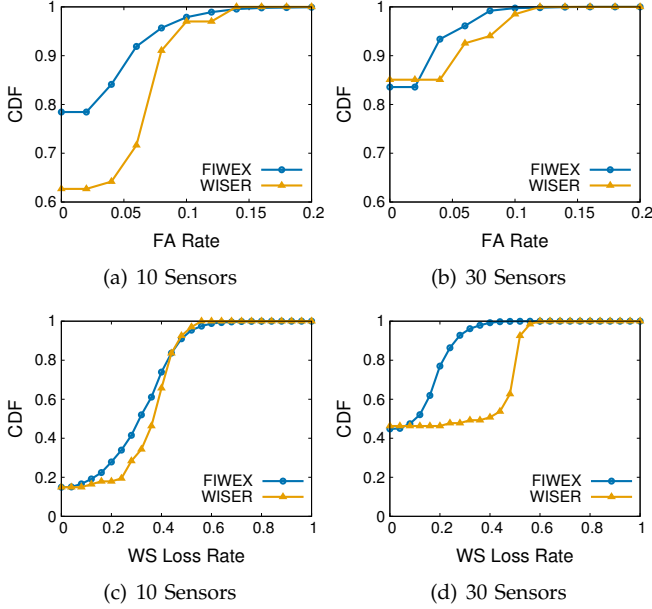 1
0.9
0.8
0.7
0.6
CDF
FIWEX
WISER
0 0.05 0.1 0.15 0.2
FA Rate
(a) 10 Sensors
1
0.9
0.8
0.7
0.6
CDF
FIWEX
WISER
0 0.05 0.1 0.15 0.2
FA Rate
(b) 30 Sensors
1
0.8
0.6
0.4
0.2
0
CDF
FIWEX
WISER
0 0.2 0.4 0.6 0.8 1
WS Loss Rate
(c) 10 Sensors
1
0.8
0.6
0.4
0.2
0
CDF
FIWEX
WISER
0 0.2 0.4 0.6 0.8 1
WS Loss Rate
(d) 30 Sensors